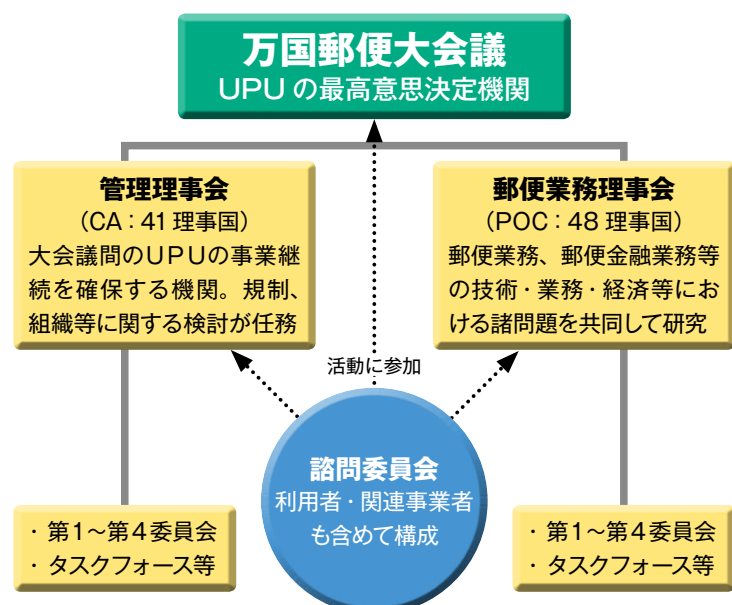 万国郵便大会議
UPU の最高意思決定機関
管理理事会
（CA：41 理事国）
大会議間のUPUの事業継
続を確保する機関。規制、
組織等に関する検討が任務
郵便業務理事会
（POC：48 理事国）
郵便業務、郵便金融業務等
の技術・業務・経済等にお
ける諸問題を共同して研究
活動に参加
諮問委員会
利用者・関連事業者
も含めて構成
・第1～第4委員会
・タスクフォース等
・第1～第4委員会
・タスクフォース等